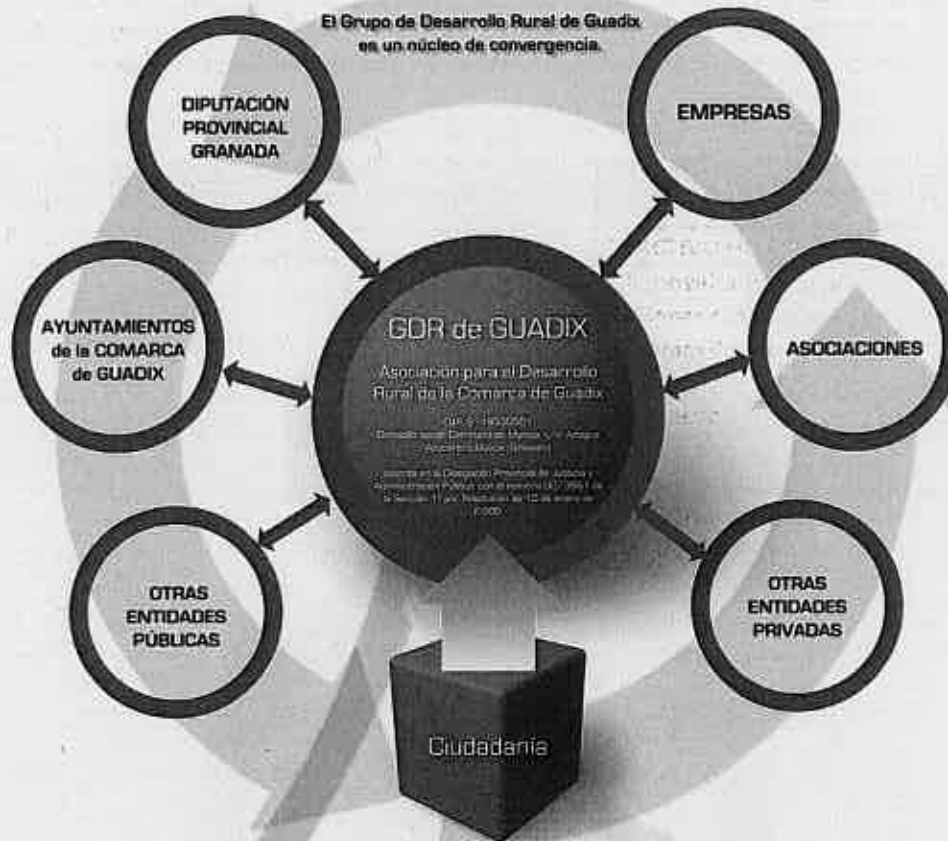 El Grupo de Desarrollo Rural de Guadix
es un núcleo de convergencia.
DIPUTACIÓN
PROVINCIAL
GRANADA
EMPRESAS
AYUNTAMIENTOS
de la COMARCA
de GUADIX
GDR de GUADIX
Asociación para el Desarrollo
Rural de la Comarca de Guadix
ASOCIACIONES
OTRAS
ENTIDADES
PÚBLICAS
OTRAS
ENTIDADES
PRIVADAS
Ciudadanía